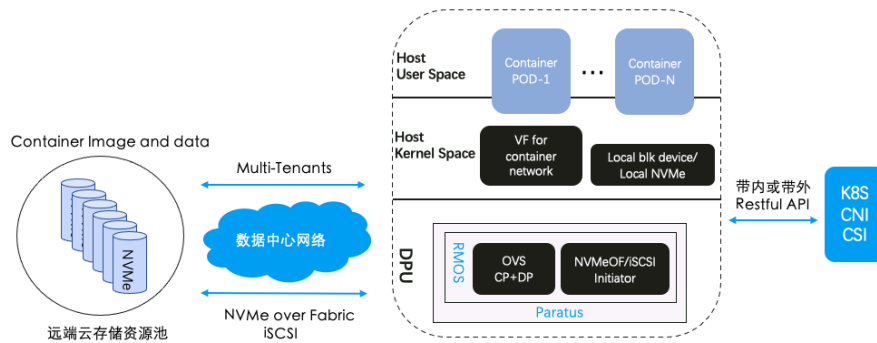 Container Image and data
NVMe
远端云存储资源池
Multi-Tenants
数据中心网络
NVMe over Fabric
iSCSI
Host
User Space
Container
POD-1
...
Container
POD-N
Host
Kernel Space
VF for
container
network
Local blk device/
Local NVMe
DPU
RMOS
OVS
CP+DP
NVMeOF/iSCSI
Initiator
Paratus
带内或带外
Restful API
K8S
CNI
CSI